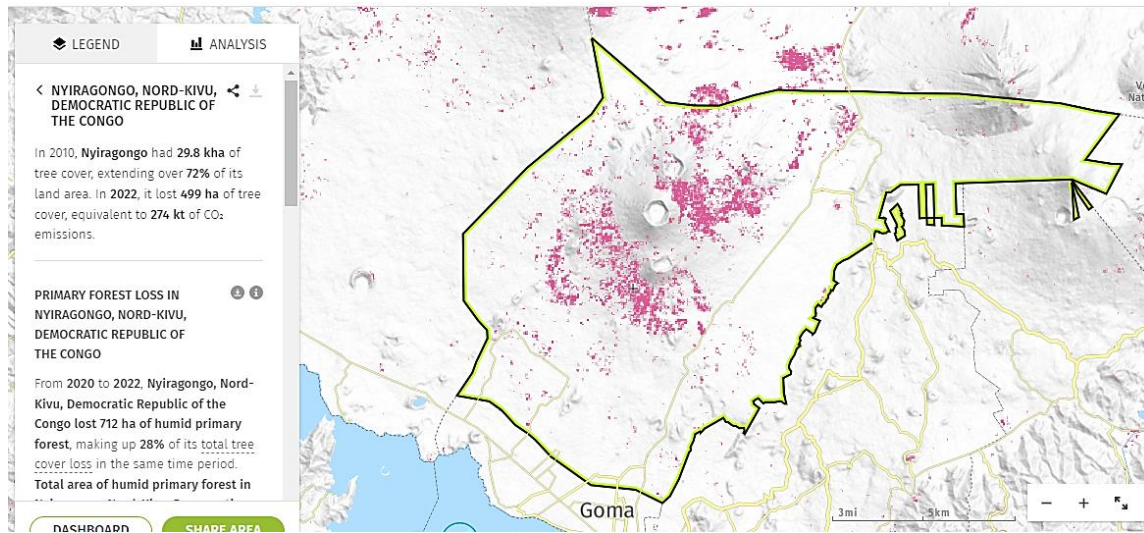 LEGEND
ANALYSIS
NYIRAGONGO, NORD-KIVU,
DEMOCRATIC REPUBLIC OF
THE CONGO
In 2010, Nyiragongo had 29.8 kha of
tree cover, extending over 72% of its
land area. In 2022, it lost 499 ha of tree
cover, equivalent to 274 kt of CO₂
emissions.
PRIMARY FOREST LOSS IN
NYIRAGONGO, NORD-KIVU,
DEMOCRATIC REPUBLIC OF
THE CONGO
From 2020 to 2022, Nyiragongo, Nord-
Kivu, Democratic Republic of the
Congo lost 712 ha of humid primary
forest, making up 28% of its total tree
cover loss in the same time period.
Total area of humid primary forest in
DASHBOARD
SHARE AREA
Goma
3mi
5km